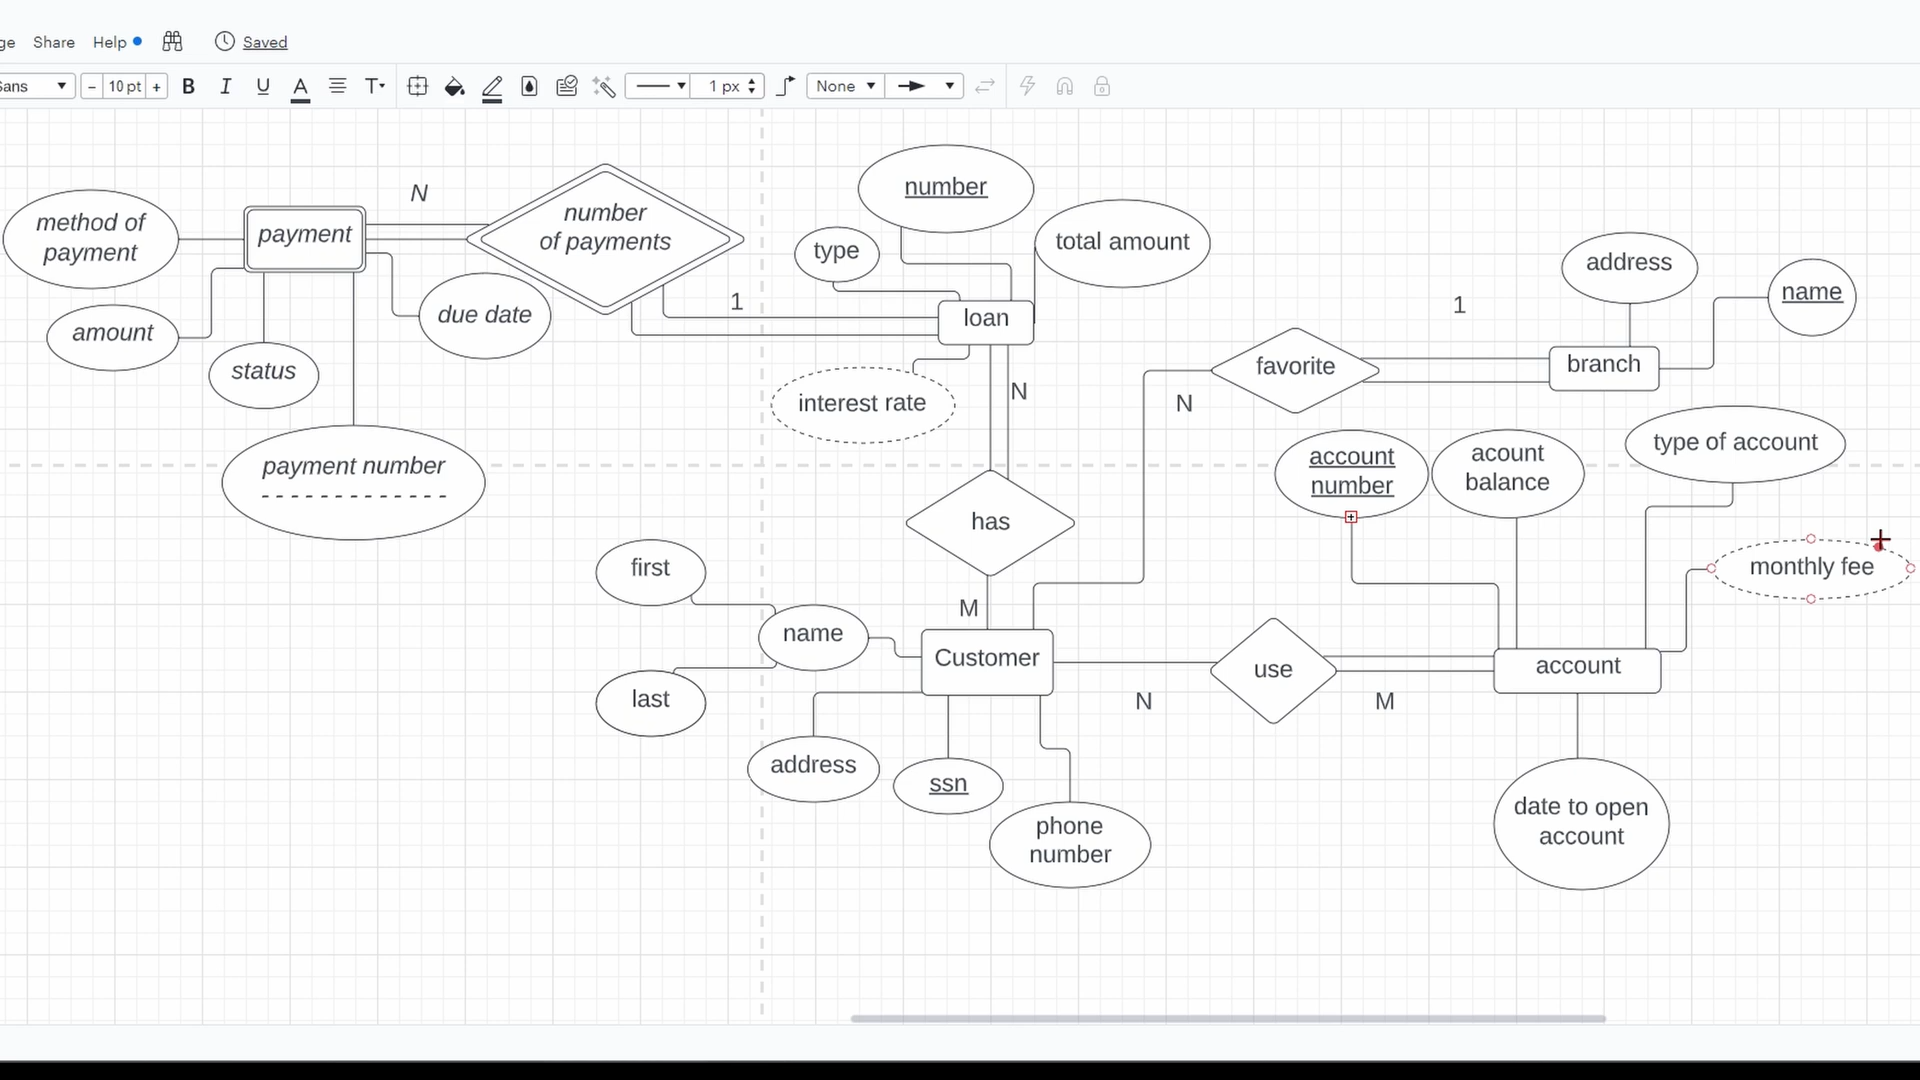 ge Share Help Saved
Sans 10 pt B I U A T 1 px None
N
method of
payment
payment
number
of payments
number
type
total amount
address
name
1
loan
1
amount
due date
status
favorite
branch
interest rate
N
N
payment number
account
number
acount
balance
type of account
has
monthly fee
first
M
name
Customer
use
account
last
N
M
address
ssn
phone
number
date to open
account